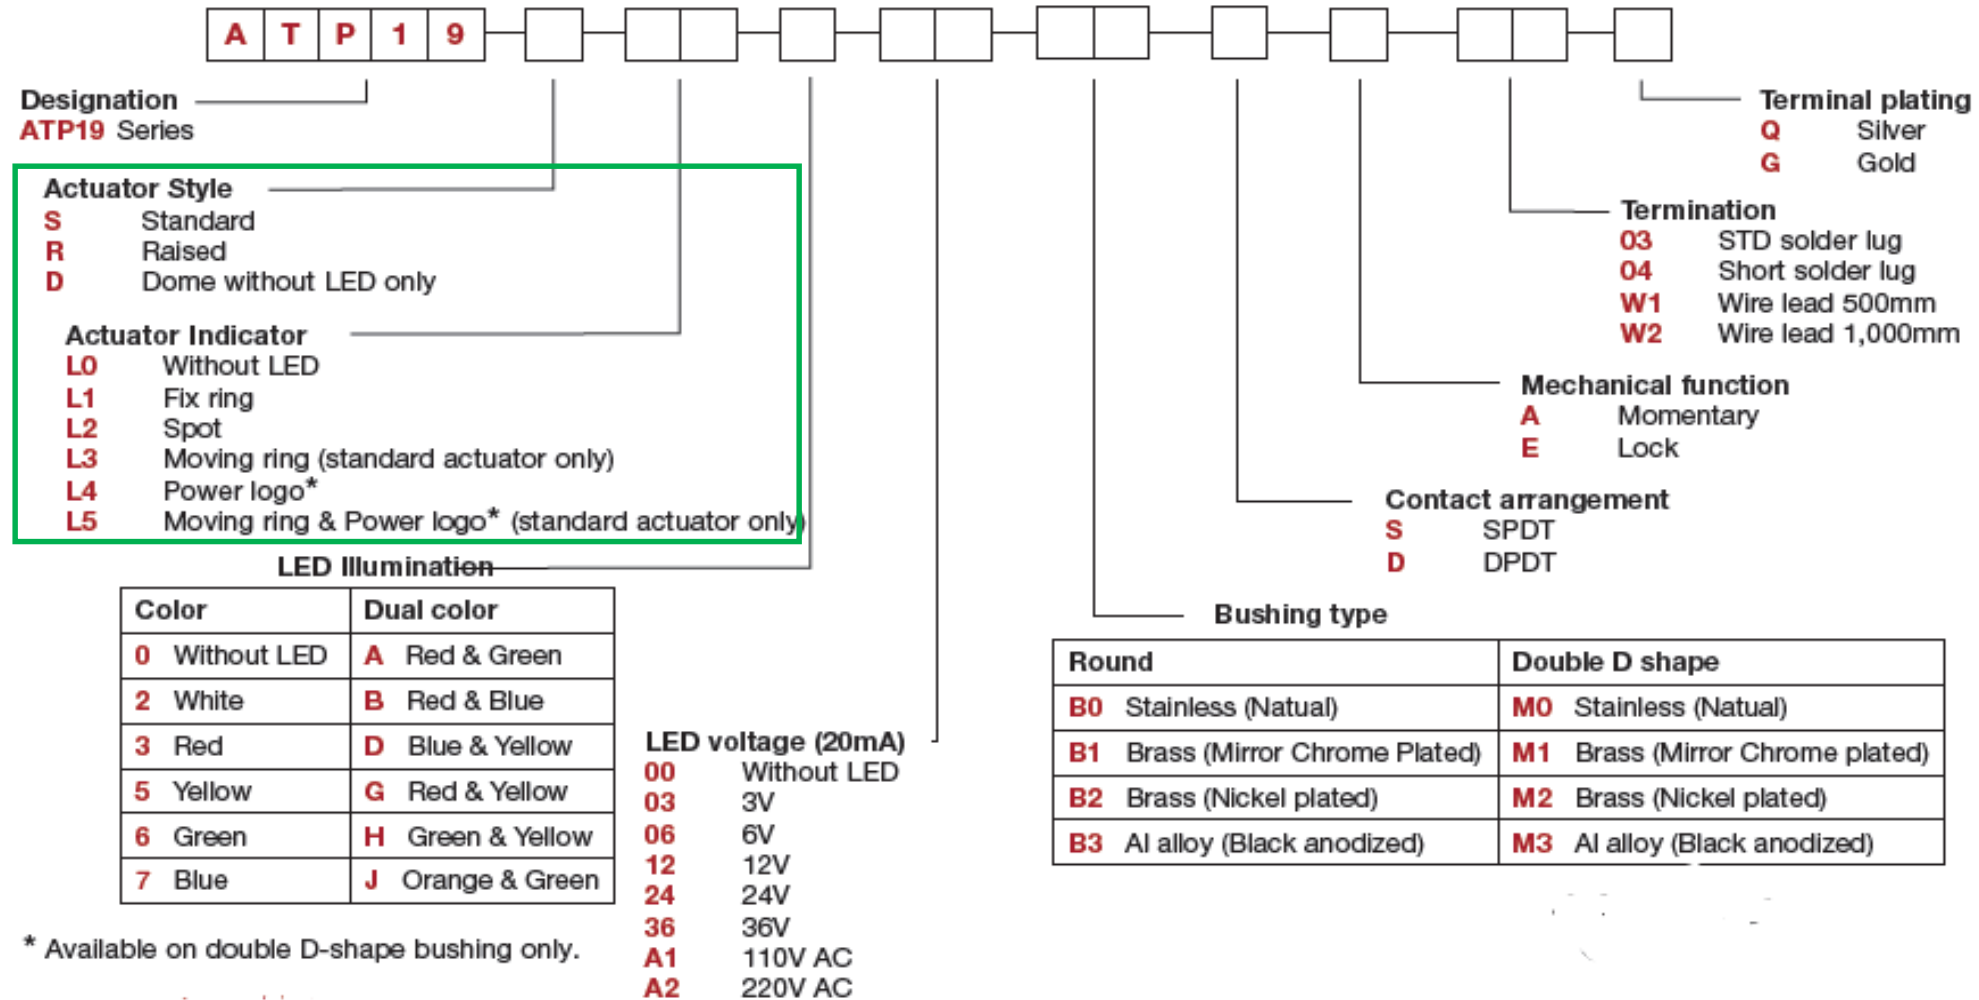 A T P 1 9
Designation
ATP19 Series
Actuator Style
S Standard
R Raised
D Dome without LED only
Actuator Indicator
L0 Without LED
L1 Fix ring
L2 Spot
L3 Moving ring (standard actuator only)
L4 Power logo*
L5 Moving ring & Power logo* (standard actuator only)
LED Illumination
Color Dual color
0 Without LED A Red & Green
2 White B Red & Blue
3 Red D Blue & Yellow
5 Yellow G Red & Yellow
6 Green H Green & Yellow
7 Blue J Orange & Green
* Available on double D-shape bushing only.
LED voltage (20mA)
00 Without LED
03 3V
06 6V
12 12V
24 24V
36 36V
A1 110V AC
A2 220V AC
Bushing type
Round Double D shape
B0 Stainless (Natual) M0 Stainless (Natual)
B1 Brass (Mirror Chrome Plated) M1 Brass (Mirror Chrome plated)
B2 Brass (Nickel plated) M2 Brass (Nickel plated)
B3 Al alloy (Black anodized) M3 Al alloy (Black anodized)
Contact arrangement
S SPDT
D DPDT
Mechanical function
A Momentary
E Lock
Termination
03 STD solder lug
04 Short solder lug
W1 Wire lead 500mm
W2 Wire lead 1,000mm
Terminal plating
Q Silver
G Gold